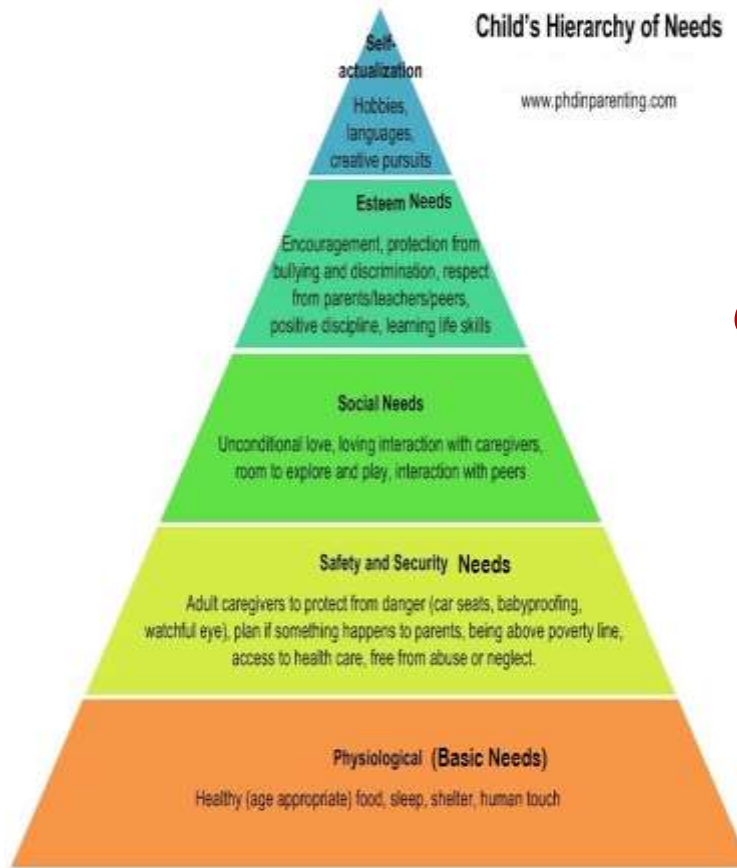 Child's Hierarchy of Needs
www.phdinparenting.com
Self-
actualization
Hobbies,
languages,
creative pursuits
Esteem Needs
Encouragement, protection from
bullying and discrimination, respect
from parents/teachers/peers,
positive discipline, learning life skills
Social Needs
Unconditional love, loving interaction with caregivers,
room to explore and play, interaction with peers
Safety and Security Needs
Adult caregivers to protect from danger (car seats, babyproofing,
watchful eye), plan if something happens to parents, being above poverty line,
access to health care, free from abuse or neglect.
Physiological (Basic Needs)
Healthy (age appropriate) food, sleep, shelter, human touch